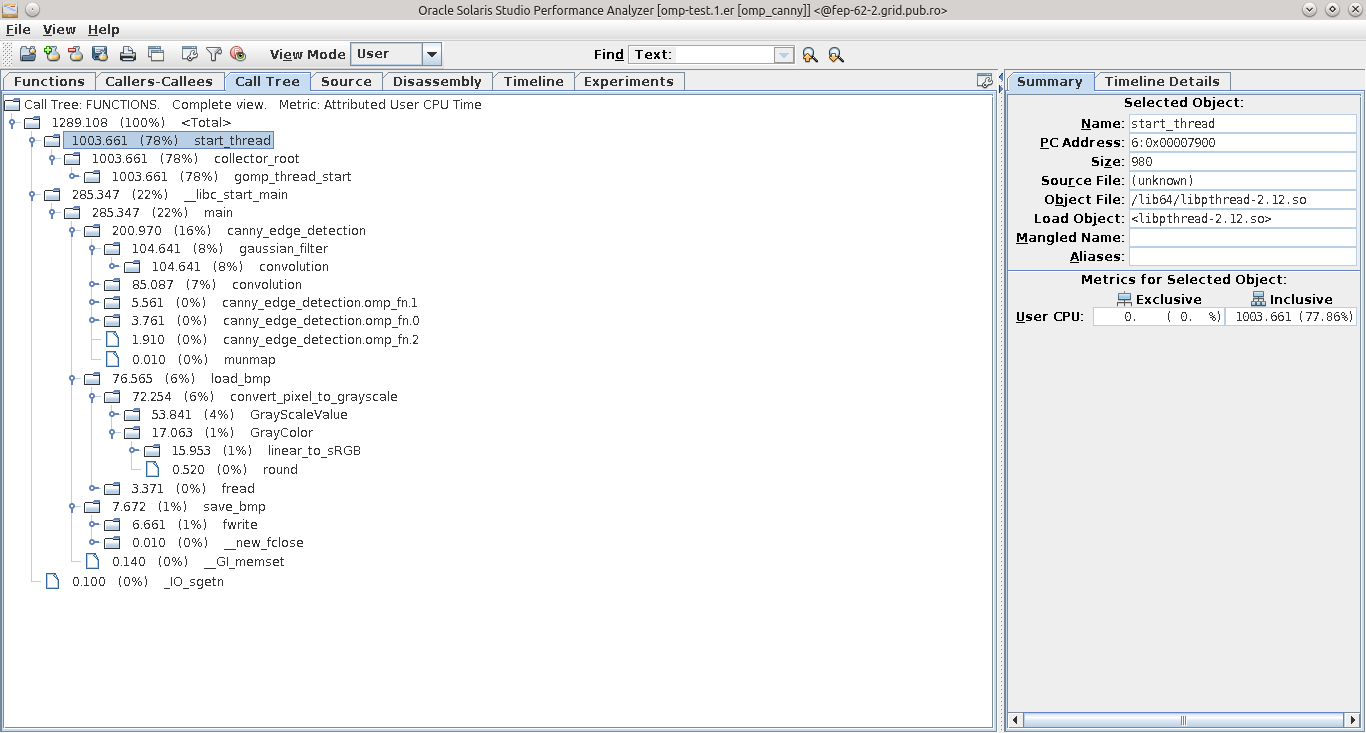 Oracle Solaris Studio Performance Analyzer [omp-test.1.er [omp_canny]] <@fep-62-2.grid.pub.ro>
File View Help
View Mode User Find Text:
Functions Callers-Callees Call Tree Source Disassembly Timeline Experiments Summary Timeline Details
Call Tree: FUNCTIONS. Complete view. Metric: Attributed User CPU Time
1289.108 (100%) <Total>
1003.661 (78%) start_thread
1003.661 (78%) collector_root
1003.661 (78%) gomp_thread_start
285.347 (22%) __libc_start_main
285.347 (22%) main
200.970 (16%) canny_edge_detection
104.641 (8%) gaussian_filter
104.641 (8%) convolution
85.087 (7%) convolution
5.561 (0%) canny_edge_detection.omp_fn.1
3.761 (0%) canny_edge_detection.omp_fn.0
1.910 (0%) canny_edge_detection.omp_fn.2
0.010 (0%) munmap
76.565 (6%) load_bmp
72.254 (6%) convert_pixel_to_grayscale
53.841 (4%) GrayScaleValue
17.063 (1%) GrayColor
15.953 (1%) linear_to_sRGB
0.520 (0%) round
3.371 (0%) fread
7.672 (1%) save_bmp
6.661 (1%) fwrite
0.010 (0%) __new_fclose
0.140 (0%) __GI_memset
0.100 (0%) _IO_sgetn
Selected Object:
Name: start_thread
PC Address: 6:0x00007900
Size: 980
Source File: (unknown)
Object File: /lib64/libpthread-2.12.so
Load Object: <libpthread-2.12.so>
Mangled Name:
Aliases:
Metrics for Selected Object:
Exclusive Inclusive
User CPU: 0. ( 0. %) 1003.661 (77.86%)